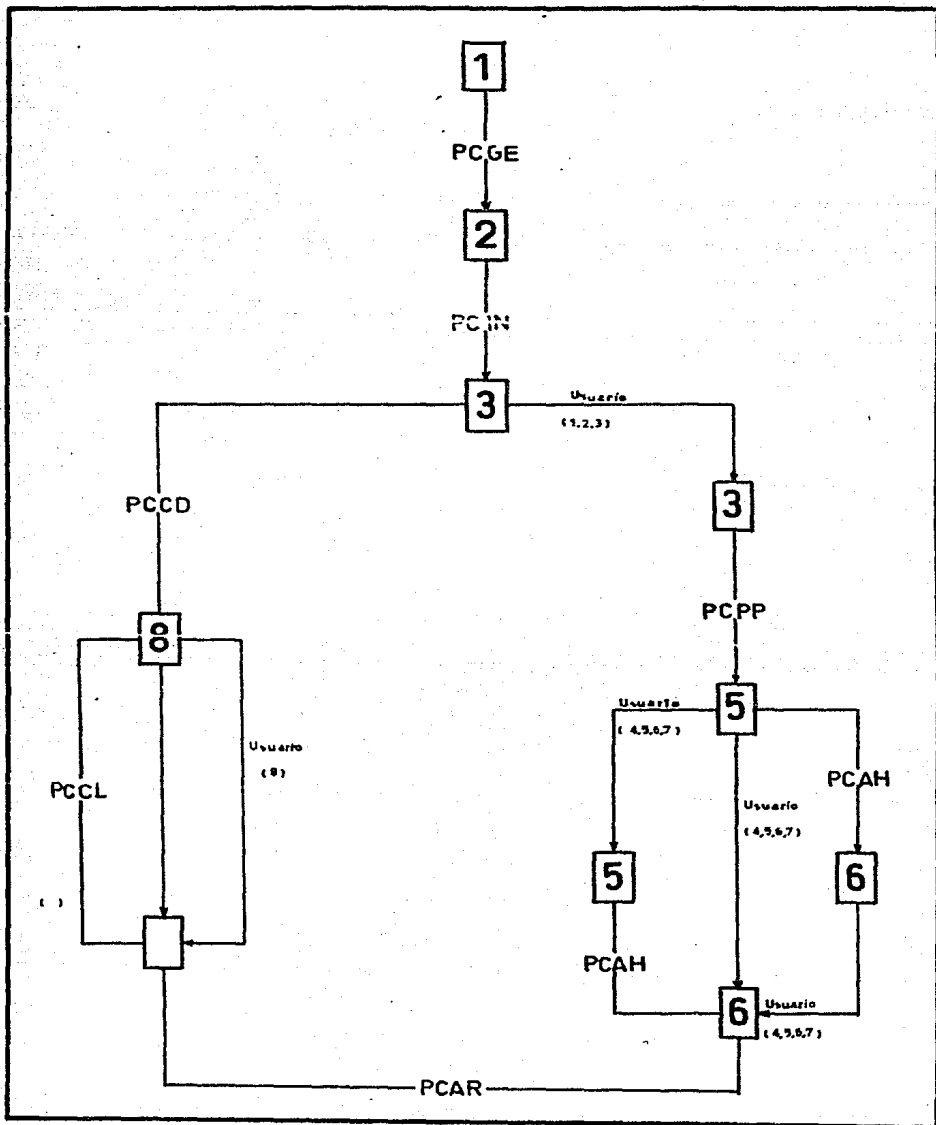 1
PCGE
2
PCIN
3
Usuario
(1,2,3)
3
PCCD
PCPP
8
5
Usuario
(4,5,6,7)
Usuario
(8)
PCCL
PCAH
Usuario
(4,5,6,7)
5
6
( )
PCAH
6
Usuario
(4,5,6,7)
PCAR